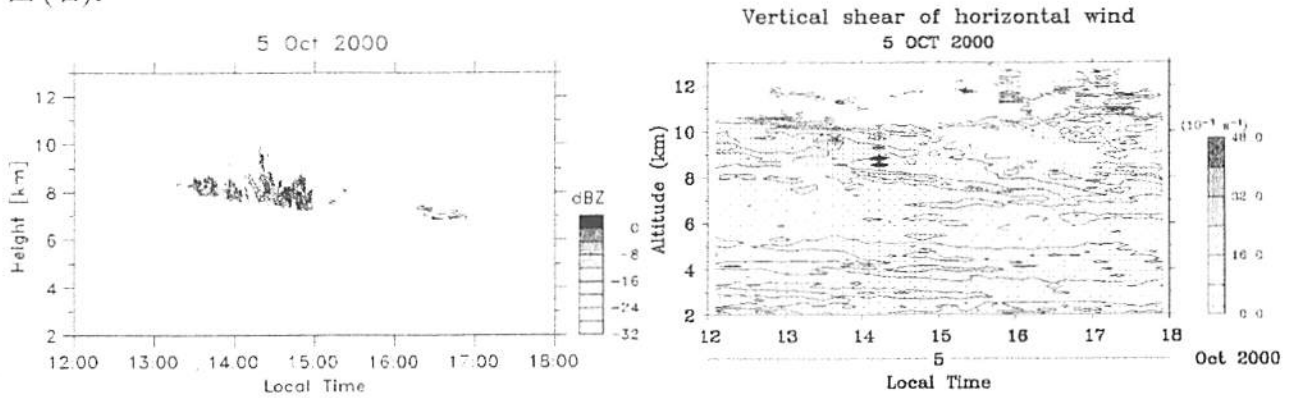 図(右)。
5 Oct 2000
12
10
8
6
4
2
Height [km]
12:00 13:00 14:00 15:00 16:00 17:00 18:00
Local Time
dBZ
0
-8
-16
-24
-32
Vertical shear of horizontal wind
5 OCT 2000
12
10
8
6
4
2
Altitude (km)
12 13 14 15 16 17 18
5
Oct 2000
Local Time
48 0
32 0
16 0
0 0